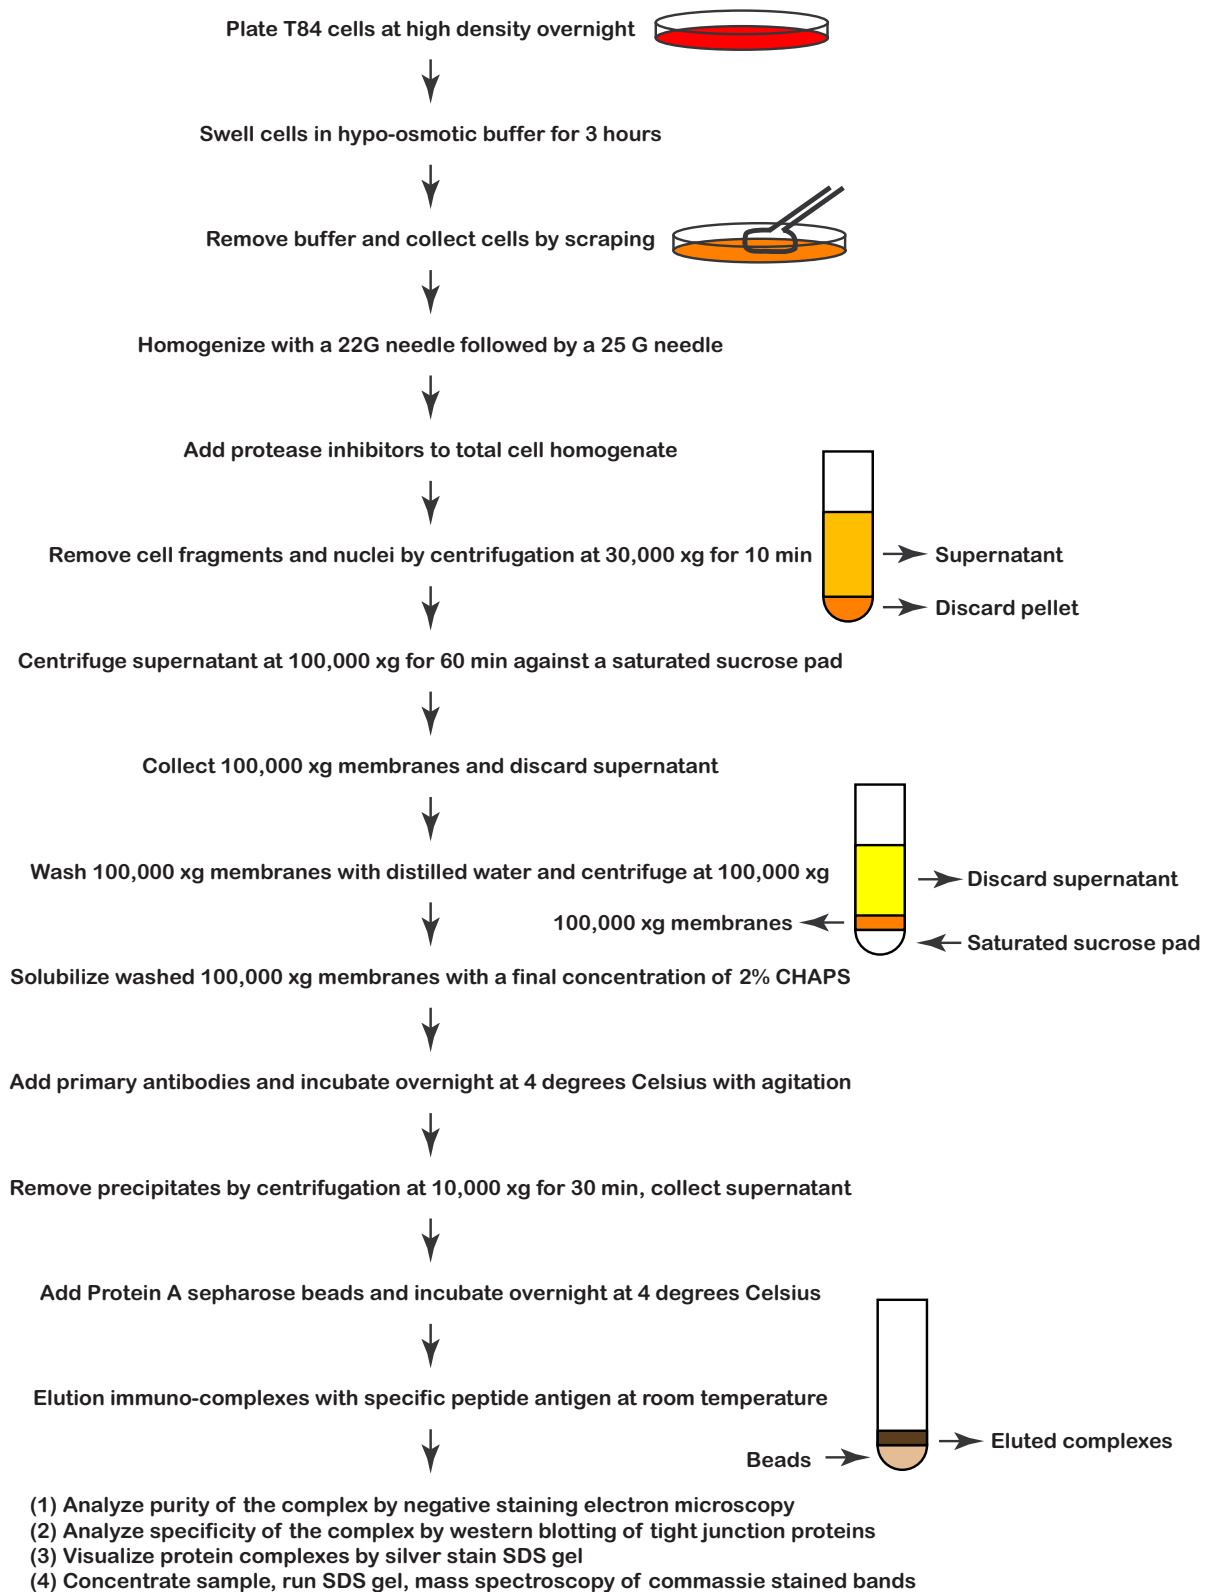 Plate T84 cells at high density overnight
Swell cells in hypo-osmotic buffer for 3 hours
Remove buffer and collect cells by scraping
Homogenize with a 22G needle followed by a 25 G needle
Add protease inhibitors to total cell homogenate
Remove cell fragments and nuclei by centrifugation at 30,000 xg for 10 min
Supernatant
Discard pellet
Centrifuge supernatant at 100,000 xg for 60 min against a saturated sucrose pad
Collect 100,000 xg membranes and discard supernatant
Wash 100,000 xg membranes with distilled water and centrifuge at 100,000 xg
Discard supernatant
100,000 xg membranes
Saturated sucrose pad
Solubilize washed 100,000 xg membranes with a final concentration of 2% CHAPS
Add primary antibodies and incubate overnight at 4 degrees Celsius with agitation
Remove precipitates by centrifugation at 10,000 xg for 30 min, collect supernatant
Add Protein A sepharose beads and incubate overnight at 4 degrees Celsius
Elution immuno-complexes with specific peptide antigen at room temperature
Eluted complexes
Beads
(1) Analyze purity of the complex by negative staining electron microscopy
(2) Analyze specificity of the complex by western blotting of tight junction proteins
(3) Visualize protein complexes by silver stain SDS gel
(4) Concentrate sample, run SDS gel, mass spectroscopy of commassie stained bands